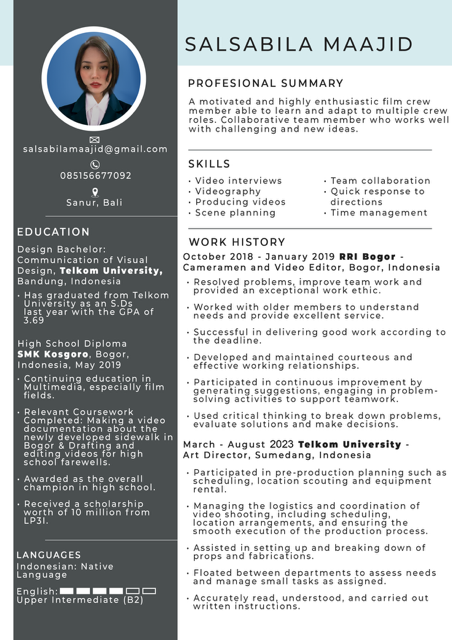 SALSABILA MAAJID
salsabilamaajid@gmail.com
085156677092
Sanur, Bali
EDUCATION
Design Bachelor:
Communication of Visual
Design, Telkom University,
Bandung, Indonesia
• Has graduated from Telkom
University as an S.Ds
last year with the GPA of
3.69
High School Diploma
SMK Kosgoro, Bogor,
Indonesia, May 2019
• Continuing education in
Multimedia, especially film
fields.
• Relevant Coursework
Completed: Making a video
documentation about the
newly developed sidewalk in
Bogor & Drafting and
editing videos for high
school farewells.
• Awarded as the overall
champion in high school.
• Received a scholarship
worth of 10 million from
LP3I.
LANGUAGES
Indonesian: Native
Language
English:
Upper Intermediate (B2)
PROFESIONAL SUMMARY
A motivated and highly enthusiastic film crew
member able to learn and adapt to multiple crew
roles. Collaborative team member who works well
with challenging and new ideas.
SKILLS
• Video interviews
• Videography
• Producing videos
• Scene planning
• Team collaboration
• Quick response to
directions
• Time management
WORK HISTORY
October 2018 - January 2019 RRI Bogor -
Cameramen and Video Editor, Bogor, Indonesia
• Resolved problems, improve team work and
provided an exceptional work ethic.
• Worked with older members to understand
needs and provide excellent service.
• Successful in delivering good work according to
the deadline.
• Developed and maintained courteous and
effective working relationships.
• Participated in continuous improvement by
generating suggestions, engaging in problem-
solving activities to support teamwork.
• Used critical thinking to break down problems,
evaluate solutions and make decisions.
March - August 2023 Telkom University -
Art Director, Sumedang, Indonesia
• Participated in pre-production planning such as
scheduling, location scouting and equipment
rental.
• Managing the logistics and coordination of
video shooting, including scheduling,
location arrangements, and ensuring the
smooth execution of the production process.
• Assisted in setting up and breaking down of
props and fabrications.
• Floated between departments to assess needs
and manage small tasks as assigned.
• Accurately read, understood, and carried out
written instructions.